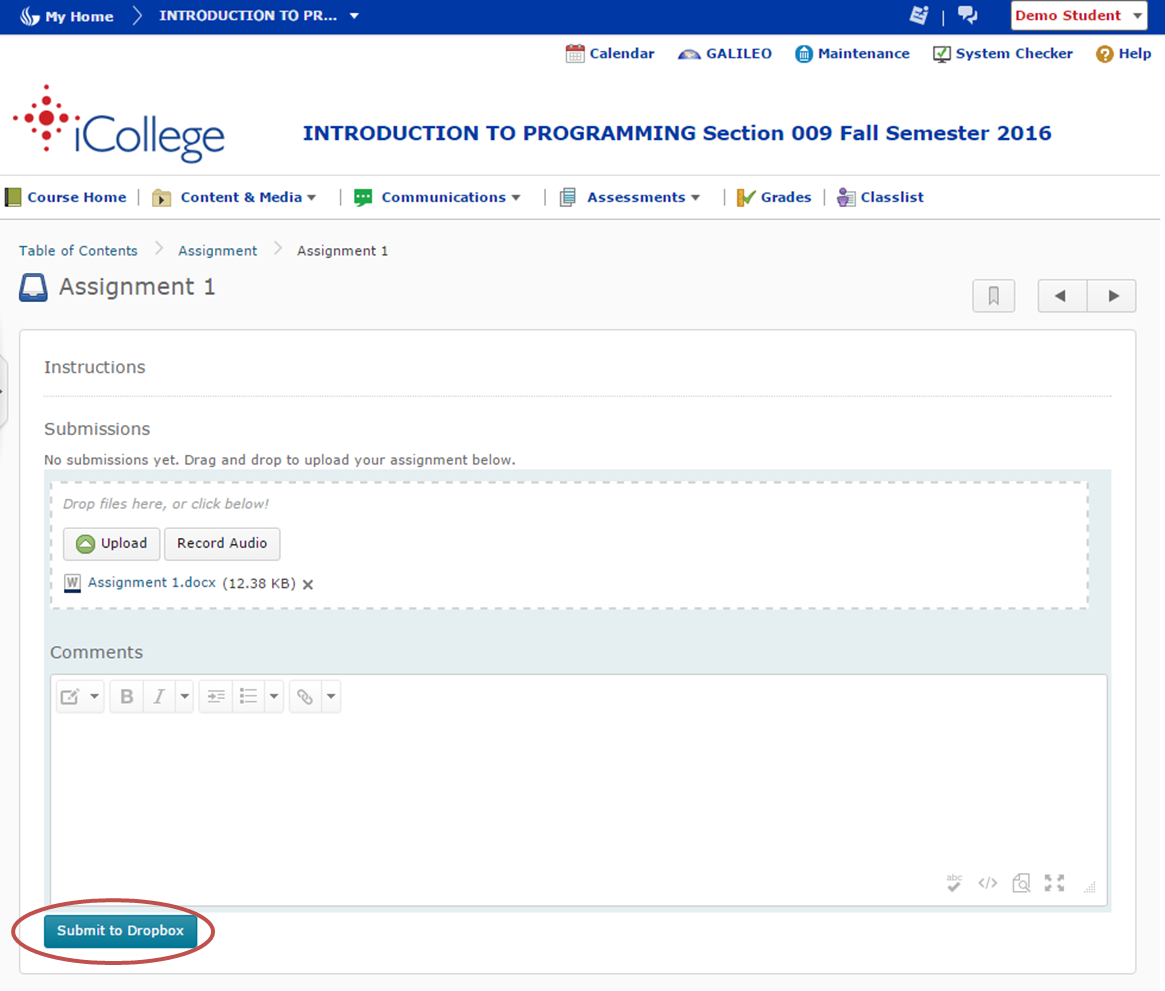 My Home INTRODUCTION TO PR... Demo Student
Calendar GALILEO Maintenance System Checker Help
iCollege
INTRODUCTION TO PROGRAMMING Section 009 Fall Semester 2016
Course Home Content & Media Communications Assessments Grades Classlist
Table of Contents Assignment Assignment 1
Assignment 1
Instructions
Submissions
No submissions yet. Drag and drop to upload your assignment below.
Drop files here, or click below!
Upload Record Audio
W Assignment 1.docx (12.38 KB)
Comments
B I
abc </>
Submit to Dropbox